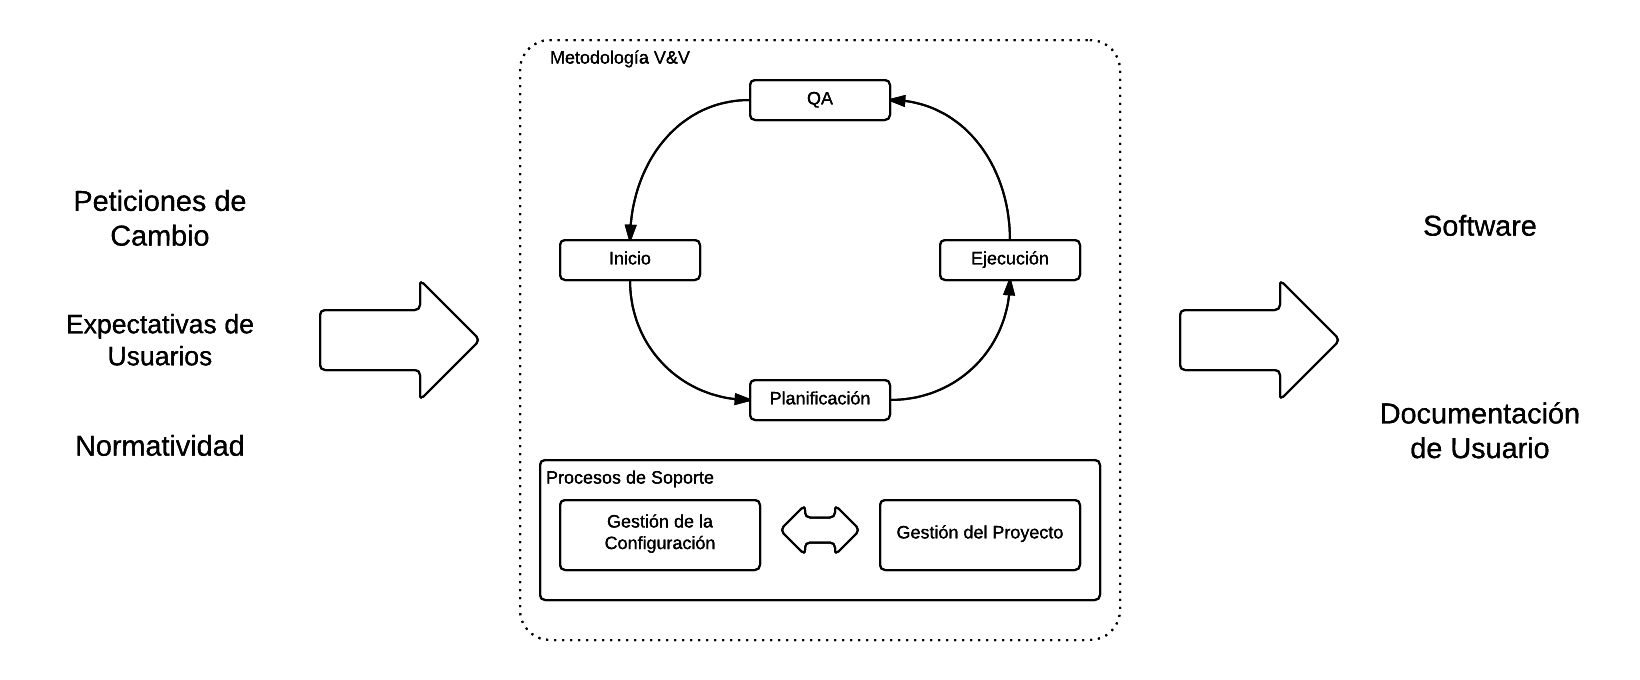 Peticiones de
Cambio
Expectativas de
Usuarios
Normatividad
Metodología V&V
QA
Inicio
Ejecución
Planificación
Procesos de Soporte
Gestión de la
Configuración
Gestión del Proyecto
Software
Documentación
de Usuario